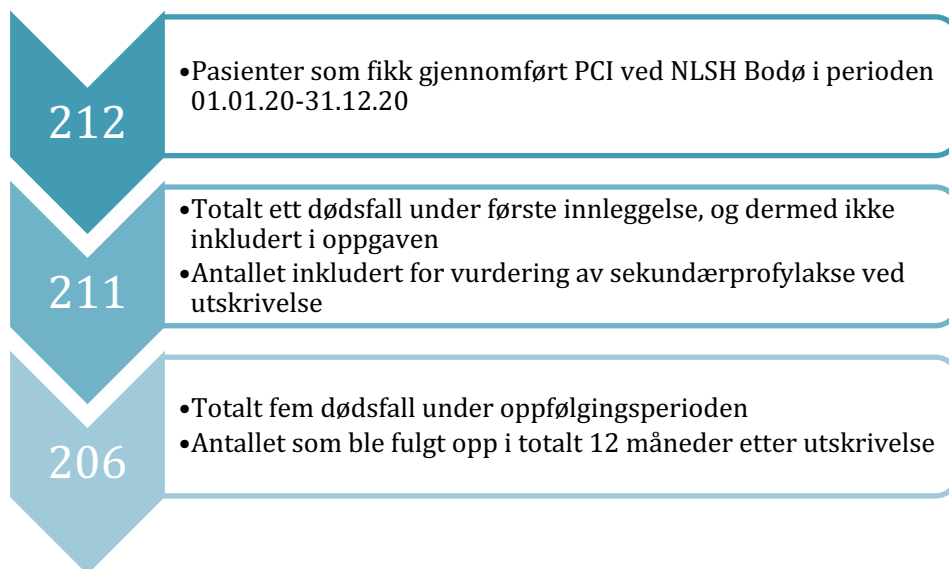 212
•Pasienter som fikk gjennomført PCI ved NLSH Bodø i perioden
01.01.20-31.12.20
211
•Totalt ett dødsfall under første innleggelse, og dermed ikke
inkludert i oppgaven
•Antallet inkludert for vurdering av sekundærprofylakse ved
utskrivelse
206
•Totalt fem dødsfall under oppfølgingsperioden
•Antallet som ble fulgt opp i totalt 12 måneder etter utskrivelse